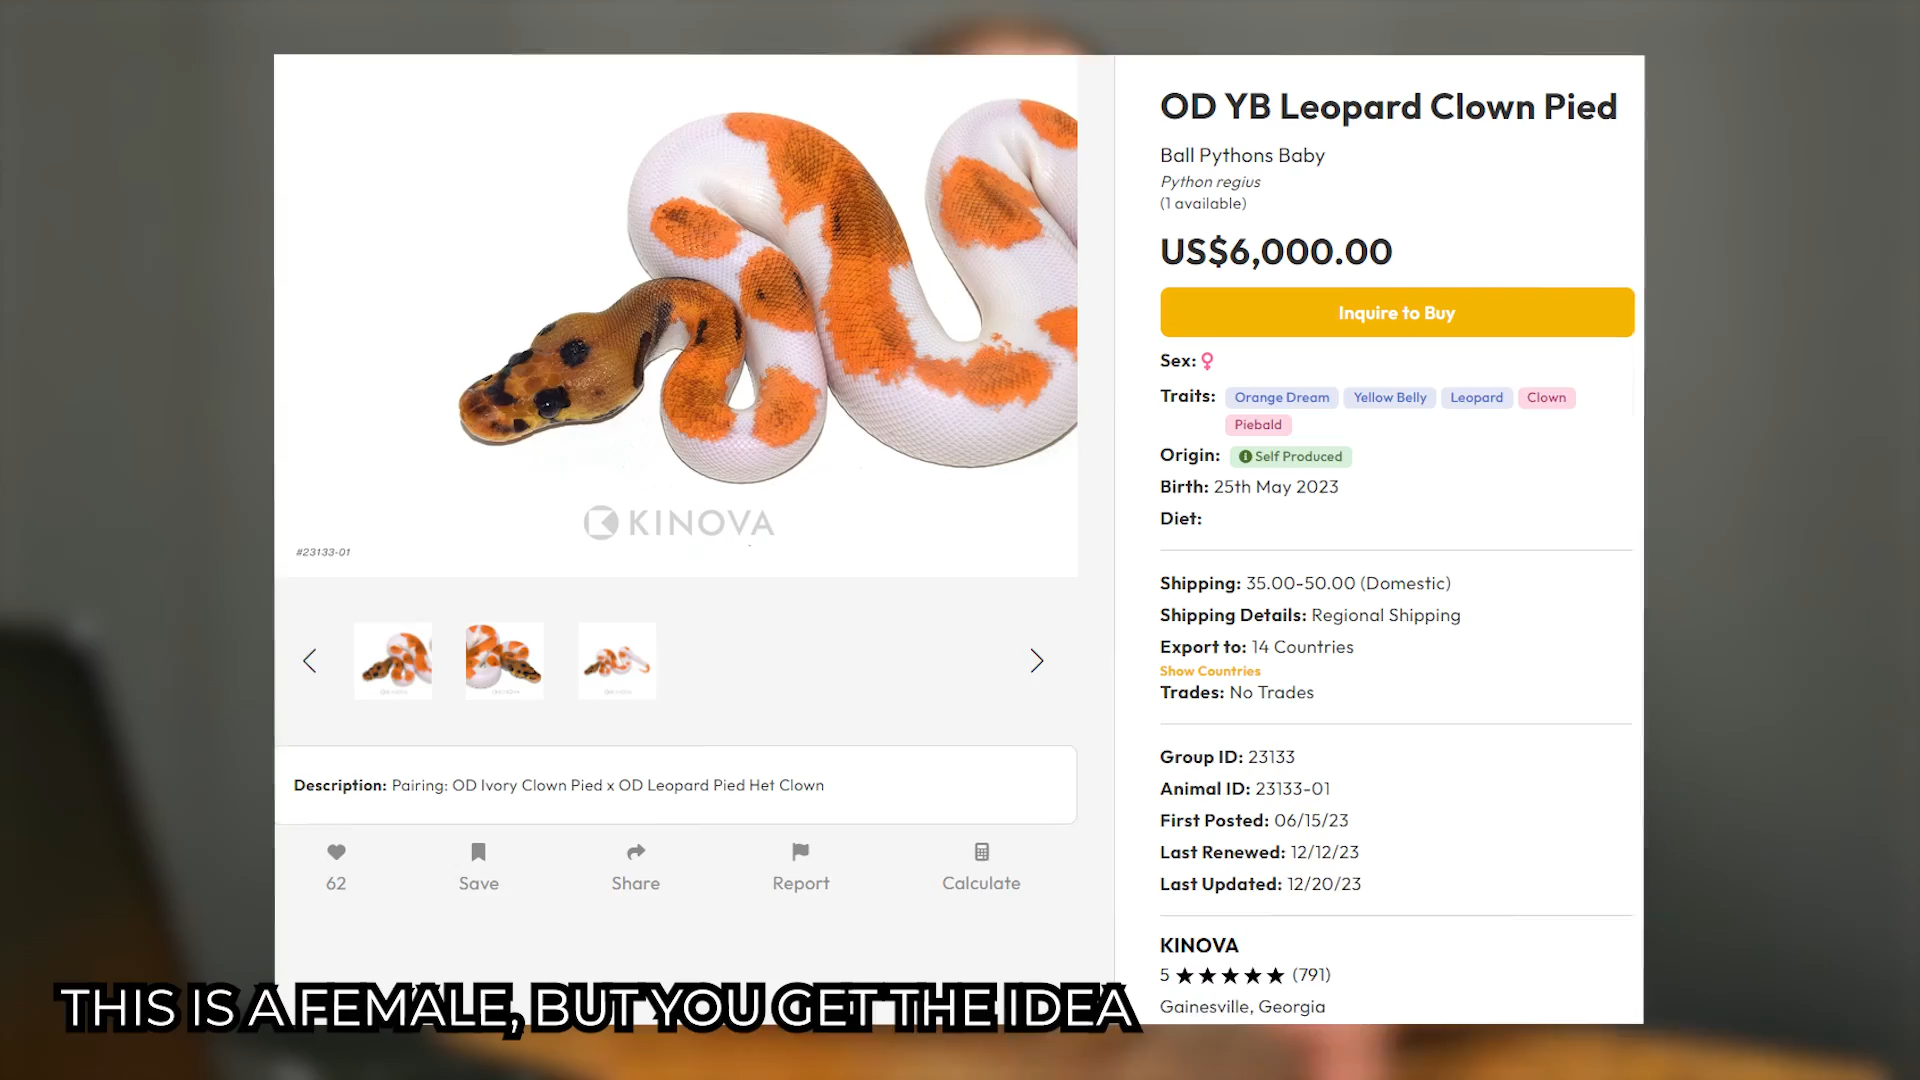 OD YB Leopard Clown Pied
Ball Pythons Baby
Python regius
(1 available)
US$6,000.00
Inquire to Buy
Sex: ♀
Traits: Orange Dream Yellow Belly Leopard Clown
Piebald
Origin: Self Produced
Birth: 25th May 2023
Diet:
Shipping: 35.00-50.00 (Domestic)
Shipping Details: Regional Shipping
Export to: 14 Countries
Show Countries
Trades: No Trades
Group ID: 23133
Animal ID: 23133-01
First Posted: 06/15/23
Last Renewed: 12/12/23
Last Updated: 12/20/23
KINOVA
5 ★★★★★ (791)
Gainesville, Georgia
KINOVA
#23133-01
Description: Pairing: OD Ivory Clown Pied x OD Leopard Pied Het Clown
62
Save
Share
Report
Calculate
THIS IS A FEMALE, BUT YOU GET THE IDEA